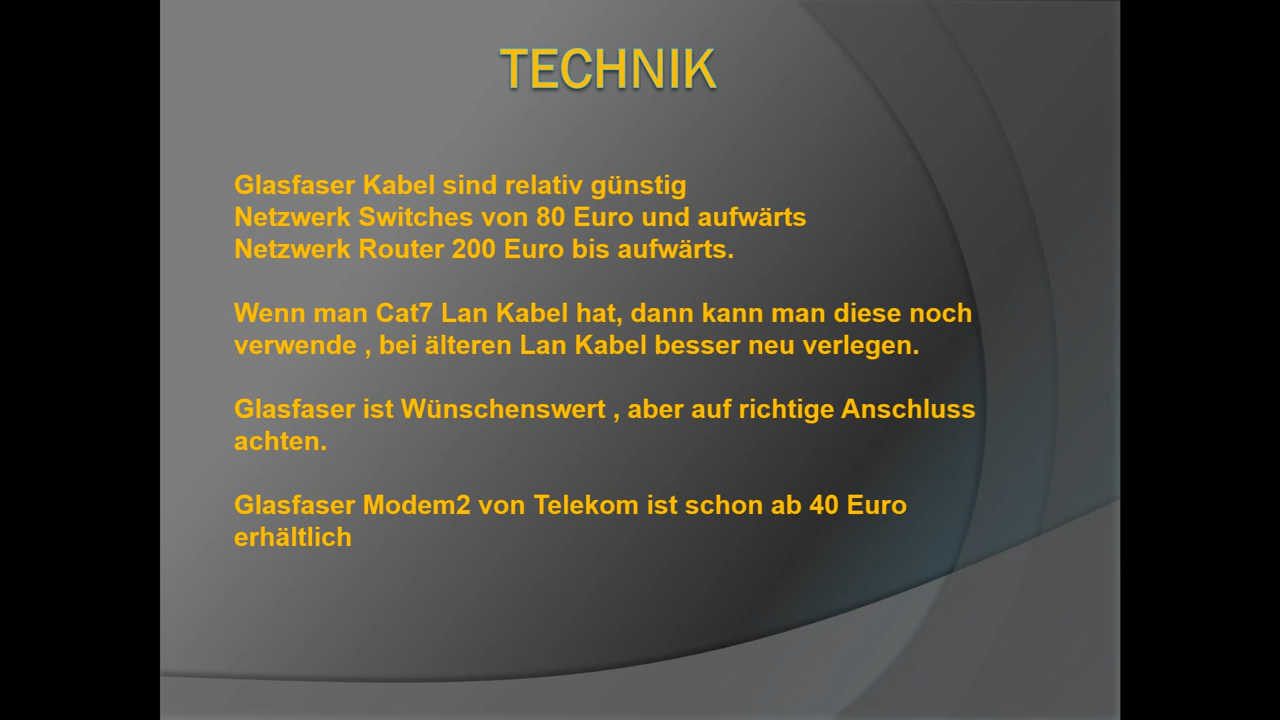 TECHNIK
Glasfaser Kabel sind relativ günstig
Netzwerk Switches von 80 Euro und aufwärts
Netzwerk Router 200 Euro bis aufwärts.
Wenn man Cat7 Lan Kabel hat, dann kann man diese noch
verwende , bei älteren Lan Kabel besser neu verlegen.
Glasfaser ist Wünschenswert , aber auf richtige Anschluss
achten.
Glasfaser Modem2 von Telekom ist schon ab 40 Euro
erhältlich